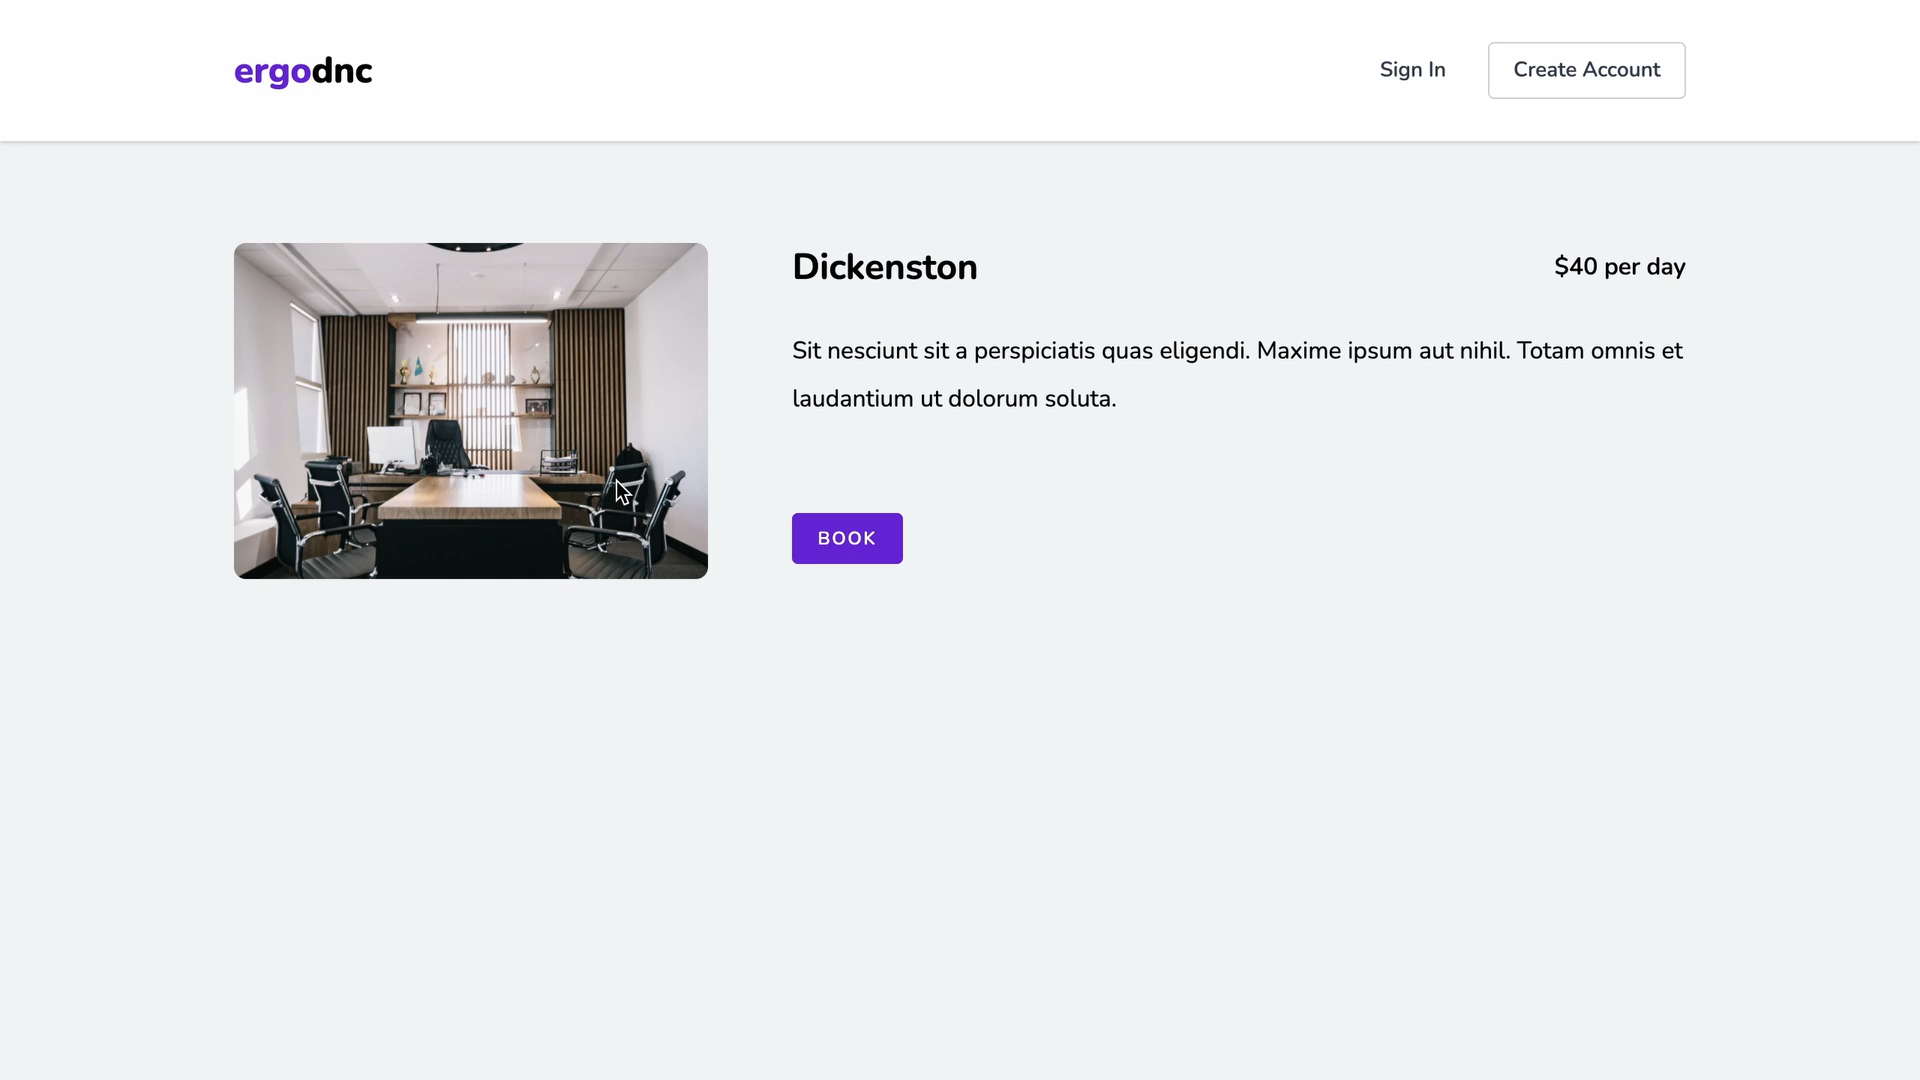 ergodnc
Sign In
Create Account
Dickenston
$40 per day
Sit nesciunt sit a perspiciatis quas eligendi. Maxime ipsum aut nihil. Totam omnis et
laudantium ut dolorum soluta.
BOOK